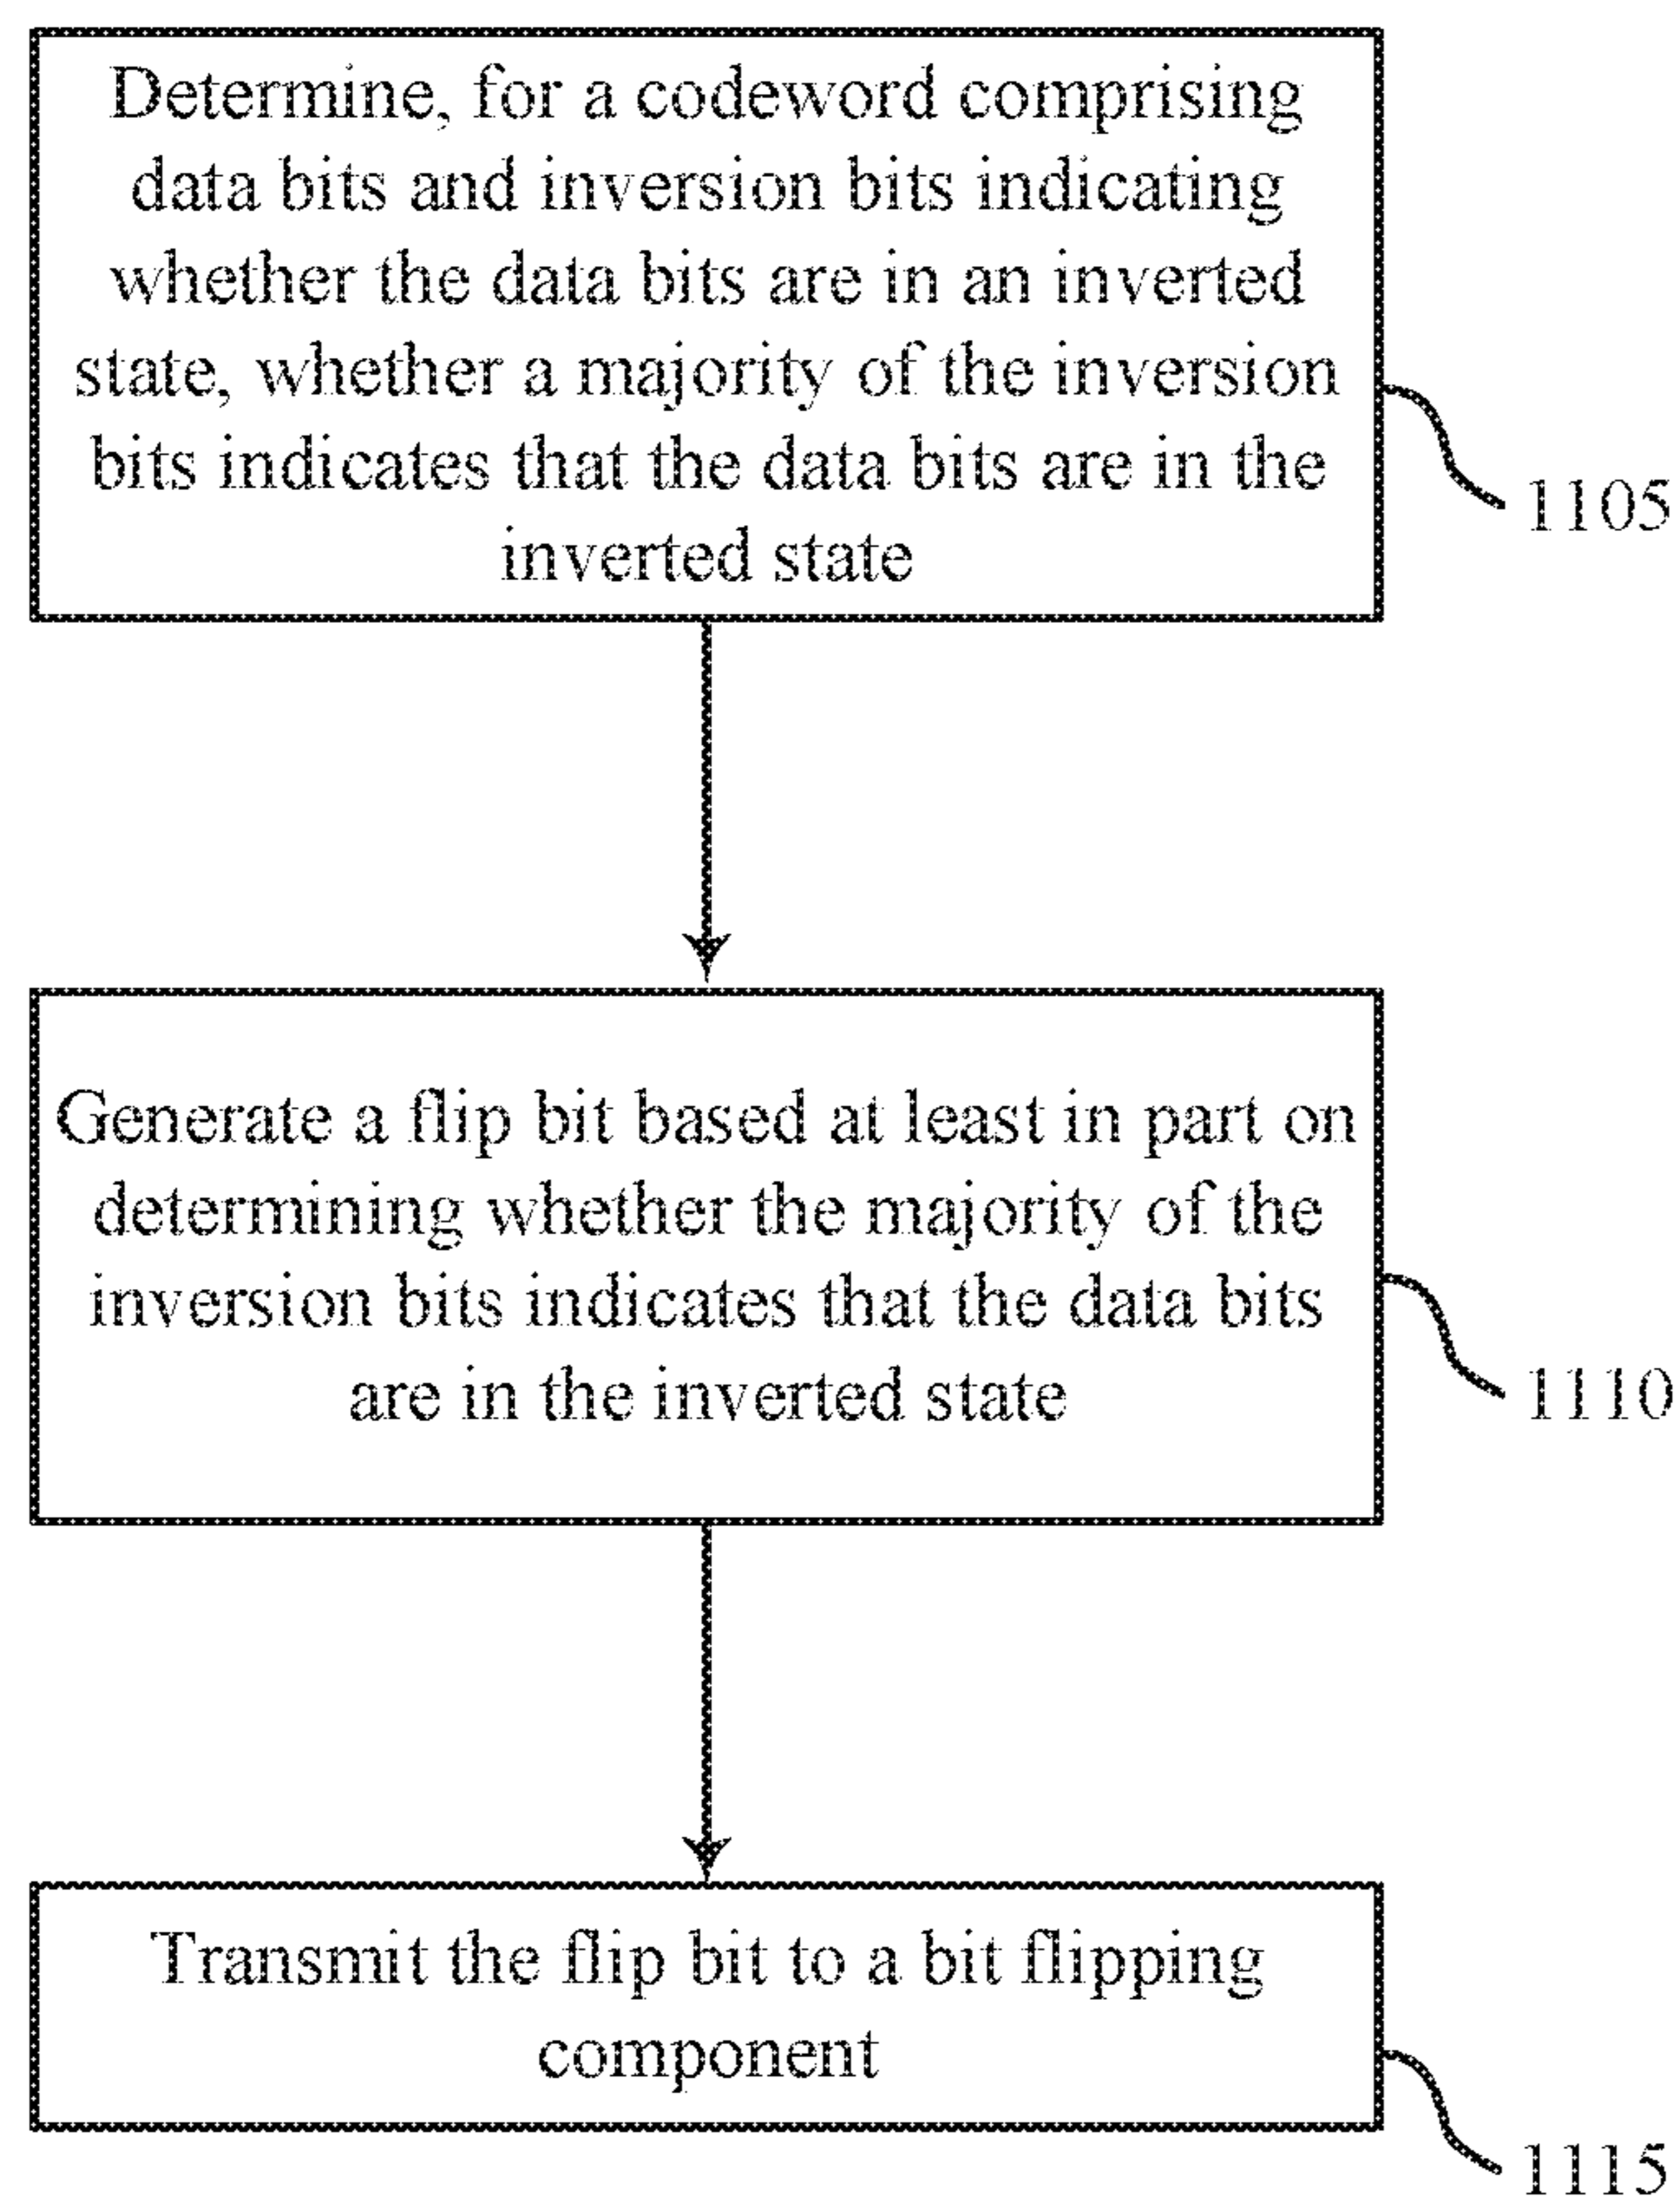 Determine, for a codeword comprising
data bits and inversion bits indicating
whether the data bits are in an inverted
state, whether a majority of the inversion
bits indicates that the data bits are in the
inverted state
1105
Generate a flip bit based at least in part on
determining whether the majority of the
inversion bits indicates that the data bits
are in the inverted state
1110
Transmit the flip bit to a bit flipping
component
1115